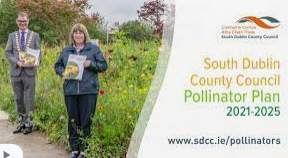 Comhairle Contae
Átha Cliath Theas
South Dublin County Council
South Dublin
County Council
Pollinator Plan
2021-2025
www.sdcc.ie/pollinators